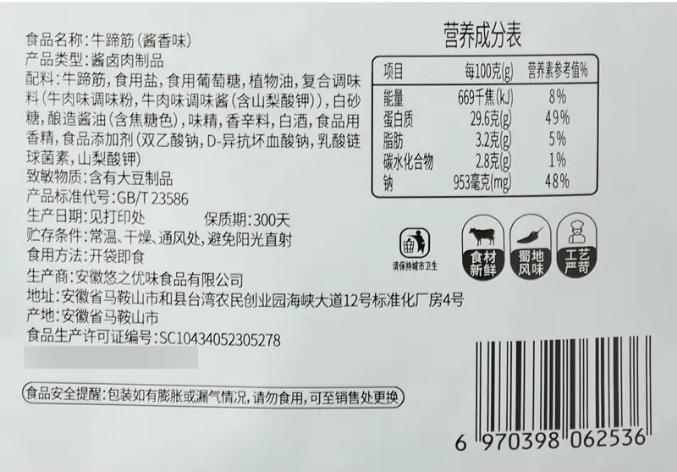 食品名称:牛蹄筋(酱香味)
产品类型:酱卤肉制品
配料:牛蹄筋,食用盐,食用葡萄糖,植物油,复合调味
料(牛肉味调味粉,牛肉味调味酱(含山梨酸钾)),白砂
糖,酿造酱油(含焦糖色),味精,香辛料,白酒,食品用
香精,食品添加剂(双乙酸钠,D-异抗坏血酸钠,乳酸链
球菌素,山梨酸钾)
致敏物质:含有大豆制品
产品标准代号:GB/T 23586
生产日期:见打印处 保质期:300天
贮存条件:常温、干燥、通风处,避免阳光直射
食用方法:开袋即食
生产商:安徽悠之优味食品有限公司
地址:安徽省马鞍山市和县台湾农民创业园海峡大道12号标准化厂房4号
产地:安徽省马鞍山市
食品生产许可证编号:SC10434052305278
食品安全提醒:包装如有膨胀或漏气情况,请勿食用,可至销售处更换
营养成分表
项目 每100克(g) 营养素参考值%
能量 669千焦(kJ) 8%
蛋白质 29.6克(g) 49%
脂肪 3.2克(g) 5%
碳水化合物 2.8克(g) 1%
钠 953毫克(mg) 48%
请保持城市卫生
食材
新鲜
蜀地
风味
工艺
严苛
6 970398 062536